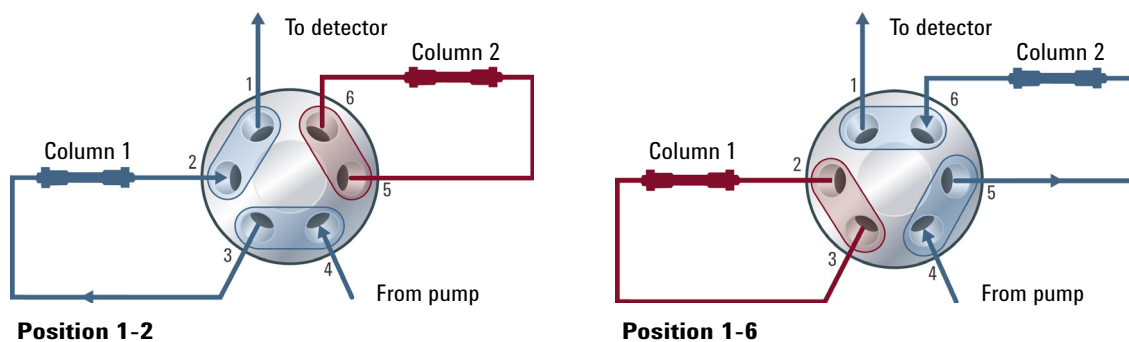 To detector
Column 2
1
6
Column 1
2
5
3
4
From pump
Position 1-2
To detector
Column 2
1
6
Column 1
2
5
3
4
From pump
Position 1-6